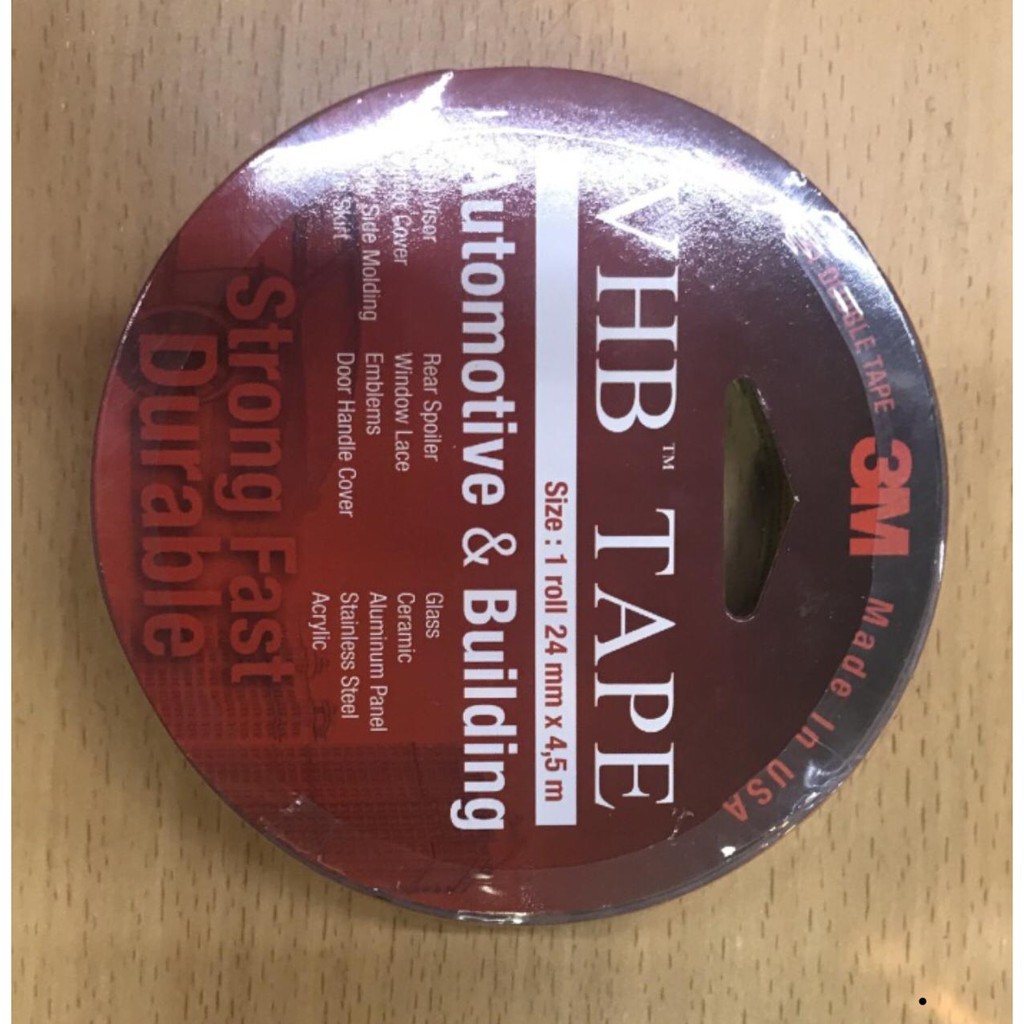 3M
TAPE
Made In USA
VHB™ TAPE
Size : 1 roll 24 mm x 4,5 m
Automotive & Building
Visor
Cover
Side Molding
Skirt
Rear Spoiler
Window Lace
Emblems
Door Handle Cover
Glass
Ceramic
Aluminum Panel
Stainless Steel
Acrylic
Strong Fast
Durable